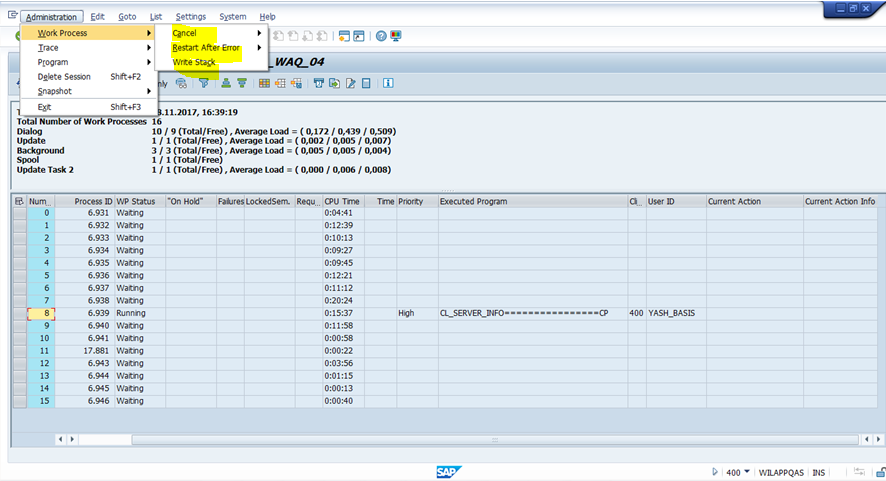 Administration Edit Goto List Settings System Help
Work Process
Trace
Program
Delete Session Shift+F2
Snapshot
Exit Shift+F3
Cancel
Restart After Error
Write Stack
_WAQ_04
.11.2017, 16:39:19
Total Number of Work Processes 16
Dialog 10 / 9 (Total/Free) , Average Load = ( 0,172 / 0,439 / 0,509)
Update 1 / 1 (Total/Free) , Average Load = ( 0,002 / 0,005 / 0,007)
Background 3 / 3 (Total/Free) , Average Load = ( 0,005 / 0,005 / 0,004)
Spool 1 / 1 (Total/Free)
Update Task 2 1 / 1 (Total/Free) , Average Load = ( 0,000 / 0,006 / 0,008)
Num... Process ID WP Status "On Hold" Failures LockedSem. Requ... CPU Time Time Priority Executed Program Cli... User ID Current Action Current Action Info
0 6.931 Waiting 0:04:41
1 6.932 Waiting 0:12:39
2 6.933 Waiting 0:10:13
3 6.934 Waiting 0:09:27
4 6.935 Waiting 0:09:45
5 6.936 Waiting 0:12:21
6 6.937 Waiting 0:11:12
7 6.938 Waiting 0:20:24
8 6.939 Running 0:15:37 High CL_SERVER_INFO================CP 400 YASH_BASIS
9 6.940 Waiting 0:11:58
10 6.941 Waiting 0:00:58
11 17.881 Waiting 0:00:22
12 6.943 Waiting 0:03:56
13 6.944 Waiting 0:01:15
14 6.945 Waiting 0:00:13
15 6.946 Waiting 0:00:40
SAP 400 WILAPPQAS INS